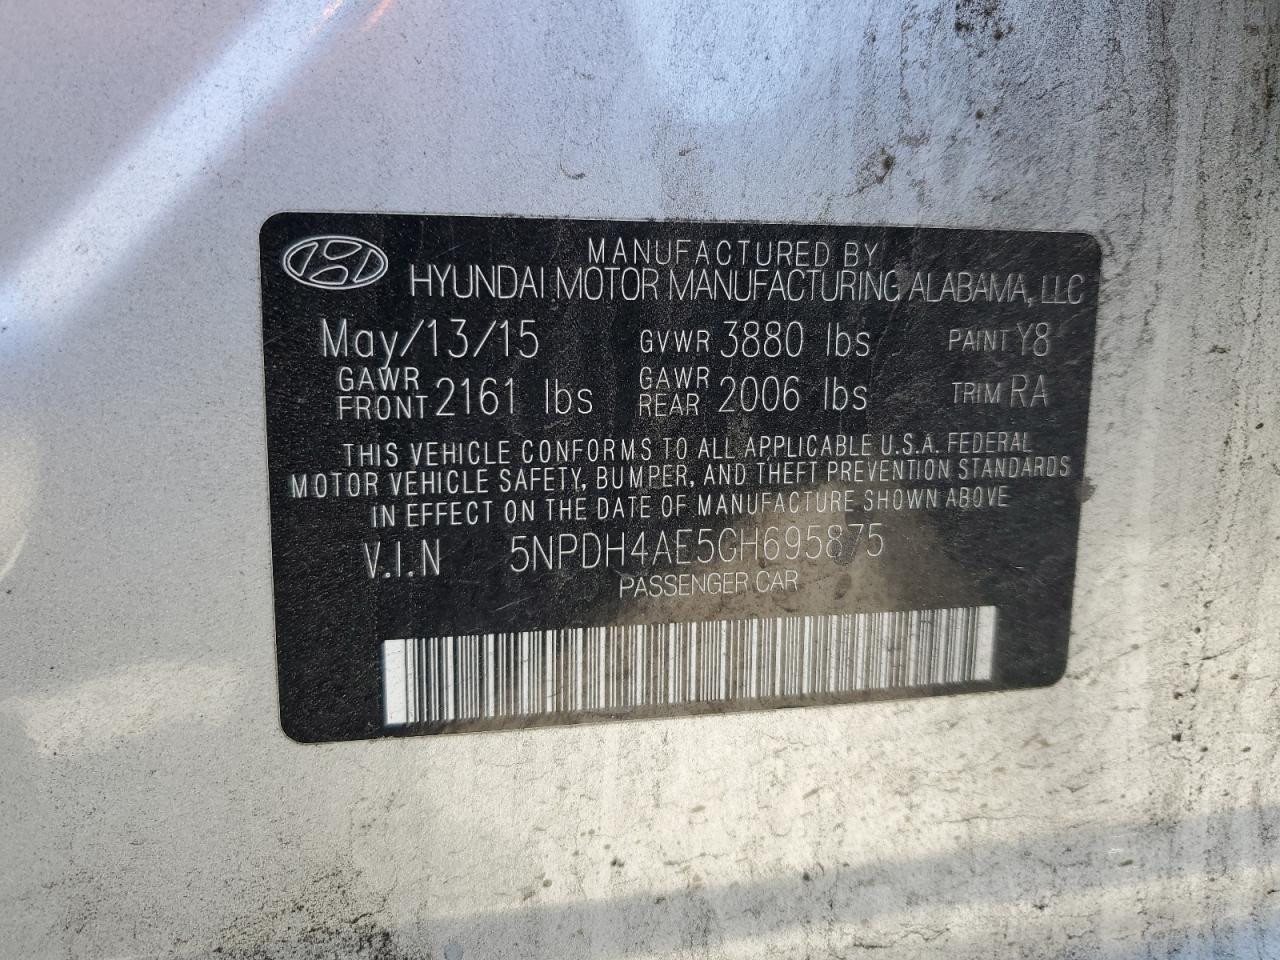 MANUFACTURED BY
HYUNDAI MOTOR MANUFACTURING ALABAMA, LLC
May/13/15 GVWR 3880 lbs PAINT Y8
GAWR FRONT 2161 lbs GAWR REAR 2006 lbs TRIM RA
THIS VEHICLE CONFORMS TO ALL APPLICABLE U.S.A. FEDERAL
MOTOR VEHICLE SAFETY, BUMPER, AND THEFT PREVENTION STANDARDS
IN EFFECT ON THE DATE OF MANUFACTURE SHOWN ABOVE
V.I.N 5NPDH4AE5GH695875
PASSENGER CAR